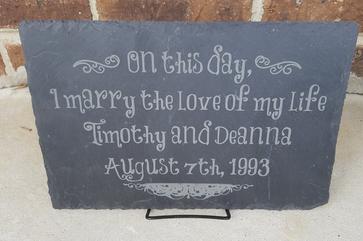 On this day,
I marry the love of my life
Timothy and Deanna
August 7th, 1993